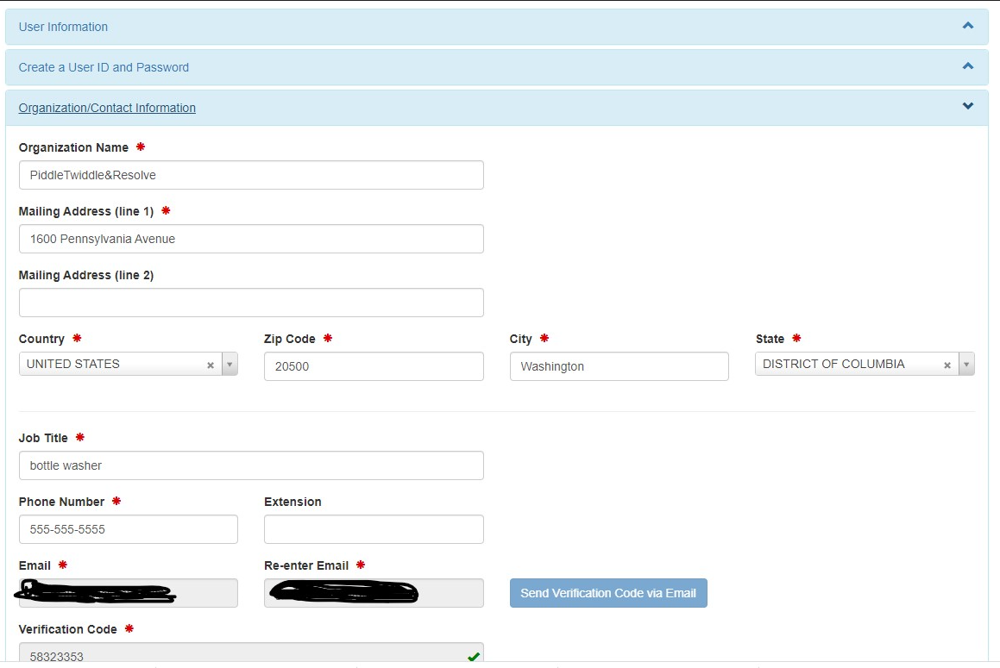 User Information
Create a User ID and Password
Organization/Contact Information
Organization Name *
PiddleTwiddle&Resolve
Mailing Address (line 1) *
1600 Pennsylvania Avenue
Mailing Address (line 2)
Country * Zip Code * City * State *
UNITED STATES × 20500 Washington DISTRICT OF COLUMBIA ×
Job Title *
bottle washer
Phone Number * Extension
555-555-5555
Email * Re-enter Email *
Send Verification Code via Email
Verification Code *
58323353